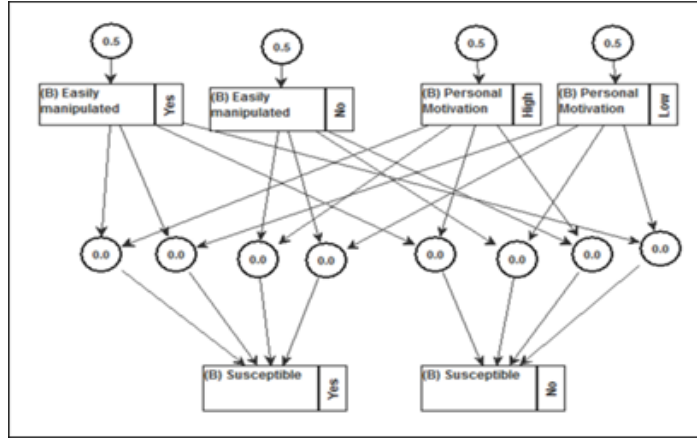 0.5
0.5
0.5
0.5
(B) Easily
manipulated
Yes
(B) Easily
manipulated
No
(B) Personal
Motivation
High
(B) Personal
Motivation
Low
0.0
0.0
0.0
0.0
0.0
0.0
0.0
0.0
(B) Susceptible
Yes
(B) Susceptible
No